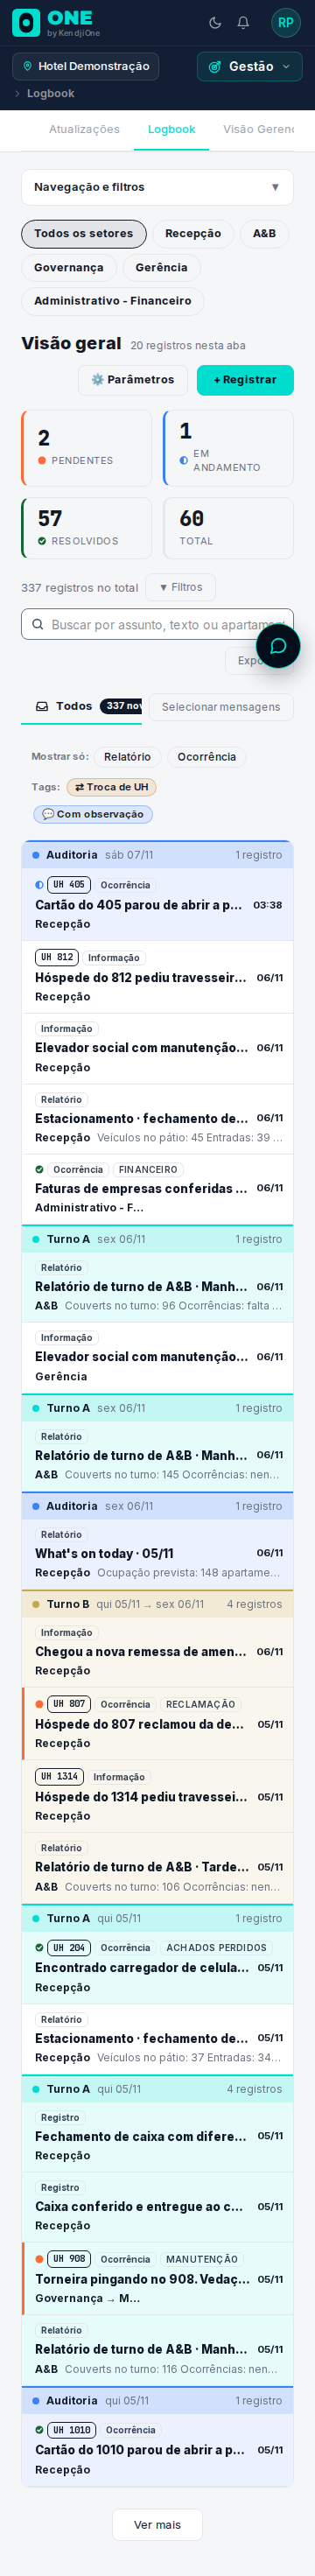 ONE
by KendjiOne
RP
Hotel Demonstração
Gestão
Logbook
Atualizações
Logbook
Visão Gerenc
Navegação e filtros
Todos os setores
Recepção
A&B
Governança
Gerência
Administrativo - Financeiro
Visão geral
20 registros nesta aba
Parâmetros
+ Registrar
2
PENDENTES
1
EM
ANDAMENTO
57
RESOLVIDOS
60
TOTAL
337 registros no total
Filtros
Buscar por assunto, texto ou apartament
Expo
Todos
337 nov
Selecionar mensagens
Mostrar só:
Relatório
Ocorrência
Tags:
Troca de UH
Com observação
Auditoria sáb 07/11 1 registro
UH 405 Ocorrência
Cartão do 405 parou de abrir a p... 03:38
Recepção
UH 812 Informação
Hóspede do 812 pediu travesseir... 06/11
Recepção
Informação
Elevador social com manutenção... 06/11
Recepção
Relatório
Estacionamento · fechamento de... 06/11
Recepção Veículos no pátio: 45 Entradas: 39 ...
Ocorrência FINANCEIRO
Faturas de empresas conferidas ... 06/11
Administrativo - F...
Turno A sex 06/11 1 registro
Relatório
Relatório de turno de A&B · Manh... 06/11
A&B Couverts no turno: 96 Ocorrências: falta ...
Informação
Elevador social com manutenção... 06/11
Gerência
Turno A sex 06/11 1 registro
Relatório
Relatório de turno de A&B · Manh... 06/11
A&B Couverts no turno: 145 Ocorrências: nen...
Auditoria sex 06/11 1 registro
Relatório
What's on today · 05/11 06/11
Recepção Ocupação prevista: 148 apartame...
Turno B qui 05/11 → sex 06/11 4 registros
Informação
Chegou a nova remessa de amen... 06/11
Recepção
UH 807 Ocorrência RECLAMAÇÃO
Hóspede do 807 reclamou da de... 05/11
Recepção
UH 1314 Informação
Hóspede do 1314 pediu travessei... 05/11
Recepção
Relatório
Relatório de turno de A&B · Tarde... 05/11
A&B Couverts no turno: 106 Ocorrências: nen...
Turno A qui 05/11 1 registro
UH 204 Ocorrência ACHADOS PERDIDOS
Encontrado carregador de celula... 05/11
Recepção
Relatório
Estacionamento · fechamento de... 05/11
Recepção Veículos no pátio: 37 Entradas: 34...
Turno A qui 05/11 4 registros
Registro
Fechamento de caixa com difere... 05/11
Recepção
Registro
Caixa conferido e entregue ao c... 05/11
Recepção
UH 908 Ocorrência MANUTENÇÃO
Torneira pingando no 908. Vedaç... 05/11
Governança → M...
Relatório
Relatório de turno de A&B · Manh... 05/11
A&B Couverts no turno: 116 Ocorrências: nen...
Auditoria qui 05/11 1 registro
UH 1010 Ocorrência
Cartão do 1010 parou de abrir a p... 05/11
Recepção
Ver mais